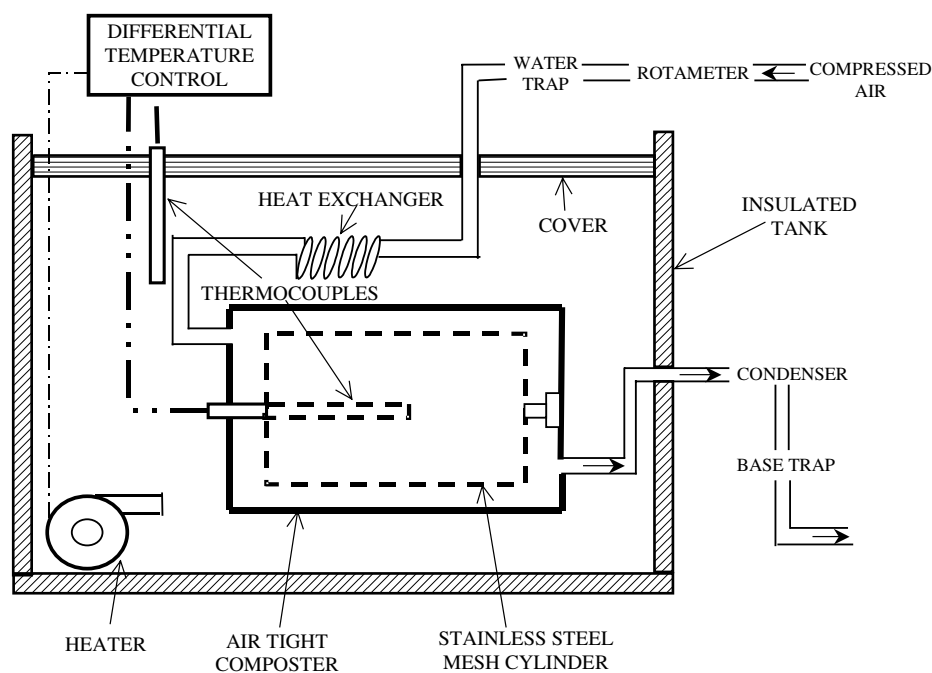 DIFFERENTIAL
TEMPERATURE
CONTROL
WATER
TRAP
ROTAMETER
COMPRESSED
AIR
HEAT EXCHANGER
COVER
INSULATED
TANK
THERMOCOUPLES
CONDENSER
BASE TRAP
HEATER
AIR TIGHT
COMPOSTER
STAINLESS STEEL
MESH CYLINDER